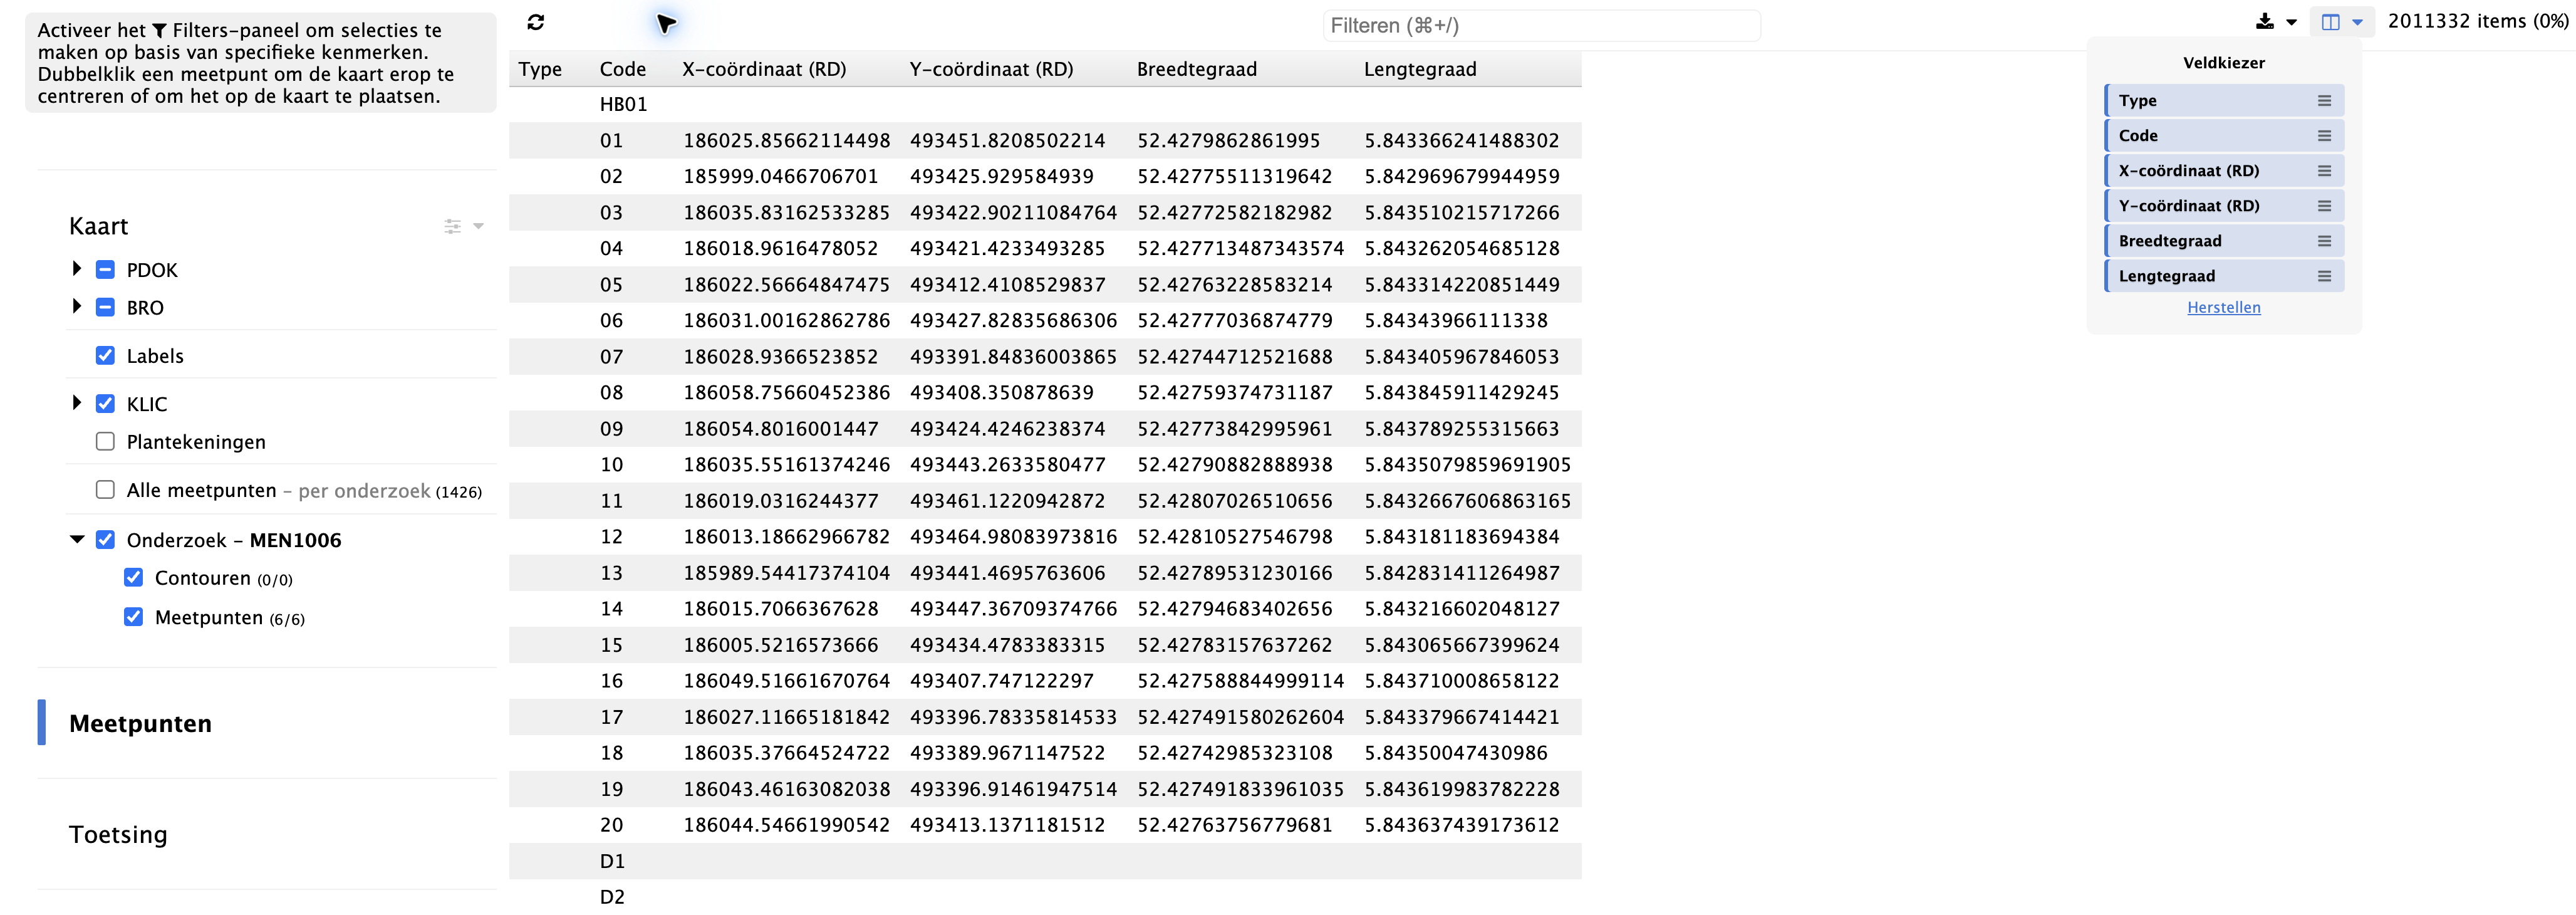 Activeer het Filters-paneel om selecties te
maken op basis van specifieke kenmerken.
Dubbelklik een meetpunt om de kaart erop te
centreren of om het op de kaart te plaatsen.
Kaart
PDOK
BRO
Labels
KLIC
Plantekeningen
Alle meetpunten – per onderzoek (1426)
Onderzoek – MEN1006
Contouren (0/0)
Meetpunten (6/6)
Meetpunten
Toetsing
Filteren (⌘+/)
2011332 items (0%)
Type Code X-coördinaat (RD) Y-coördinaat (RD) Breedtegraad Lengtegraad
HB01
01 186025.85662114498 493451.8208502214 52.4279862861995 5.843366241488302
02 185999.0466706701 493425.929584939 52.42775511319642 5.842969679944959
03 186035.83162533285 493422.90211084764 52.42772582182982 5.843510215717266
04 186018.9616478052 493421.4233493285 52.427713487343574 5.843262054685128
05 186022.56664847475 493412.4108529837 52.42763228583214 5.843314220851449
06 186031.00162862786 493427.82835686306 52.42777036874779 5.84343966111338
07 186028.9366523852 493391.84836003865 52.42744712521688 5.843405967846053
08 186058.75660452386 493408.350878639 52.42759374731187 5.843845911429245
09 186054.8016001447 493424.4246238374 52.42773842995961 5.843789255315663
10 186035.55161374246 493443.2633580477 52.42790882888938 5.8435079859691905
11 186019.0316244377 493461.1220942872 52.42807026510656 5.8432667606863165
12 186013.18662966782 493464.98083973816 52.42810527546798 5.843181183694384
13 185989.54417374104 493441.4695763606 52.42789531230166 5.842831411264987
14 186015.7066367628 493447.36709374766 52.42794683402656 5.843216602048127
15 186005.5216573666 493434.4783383315 52.42783157637262 5.843065667399624
16 186049.51661670764 493407.747122297 52.427588844999114 5.843710008658122
17 186027.11665181842 493396.78335814533 52.427491580262604 5.843379667414421
18 186035.37664524722 493389.9671147522 52.42742985323108 5.84350047430986
19 186043.46163082038 493396.91461947514 52.427491833961035 5.843619983782228
20 186044.54661990542 493413.1371181512 52.42763756779681 5.843637439173612
D1
D2
Veldkiezer
Type
Code
X-coördinaat (RD)
Y-coördinaat (RD)
Breedtegraad
Lengtegraad
Herstellen